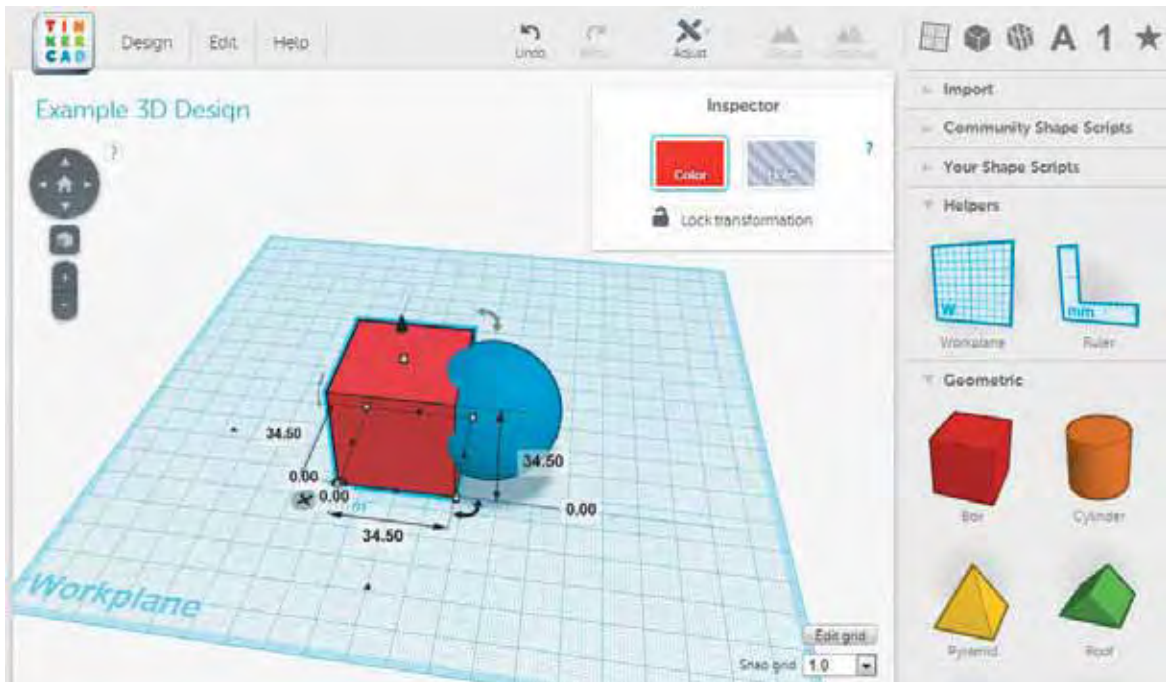 TIN
KER
CAD
Design
Edit
Help
Undo
Adjust
Example 3D Design
?
Inspector
Color
?
Lock transformation
+
-
34.50
0.00
0.00
34.50
34.50
0.00
Workplane
Edit grid
Snap grid 1.0
A 1
Import
Community Shape Scripts
Your Shape Scripts
Helpers
W
mm
Workplane
Ruler
Geometric
Box
Cylinder
Pyramid
Roof